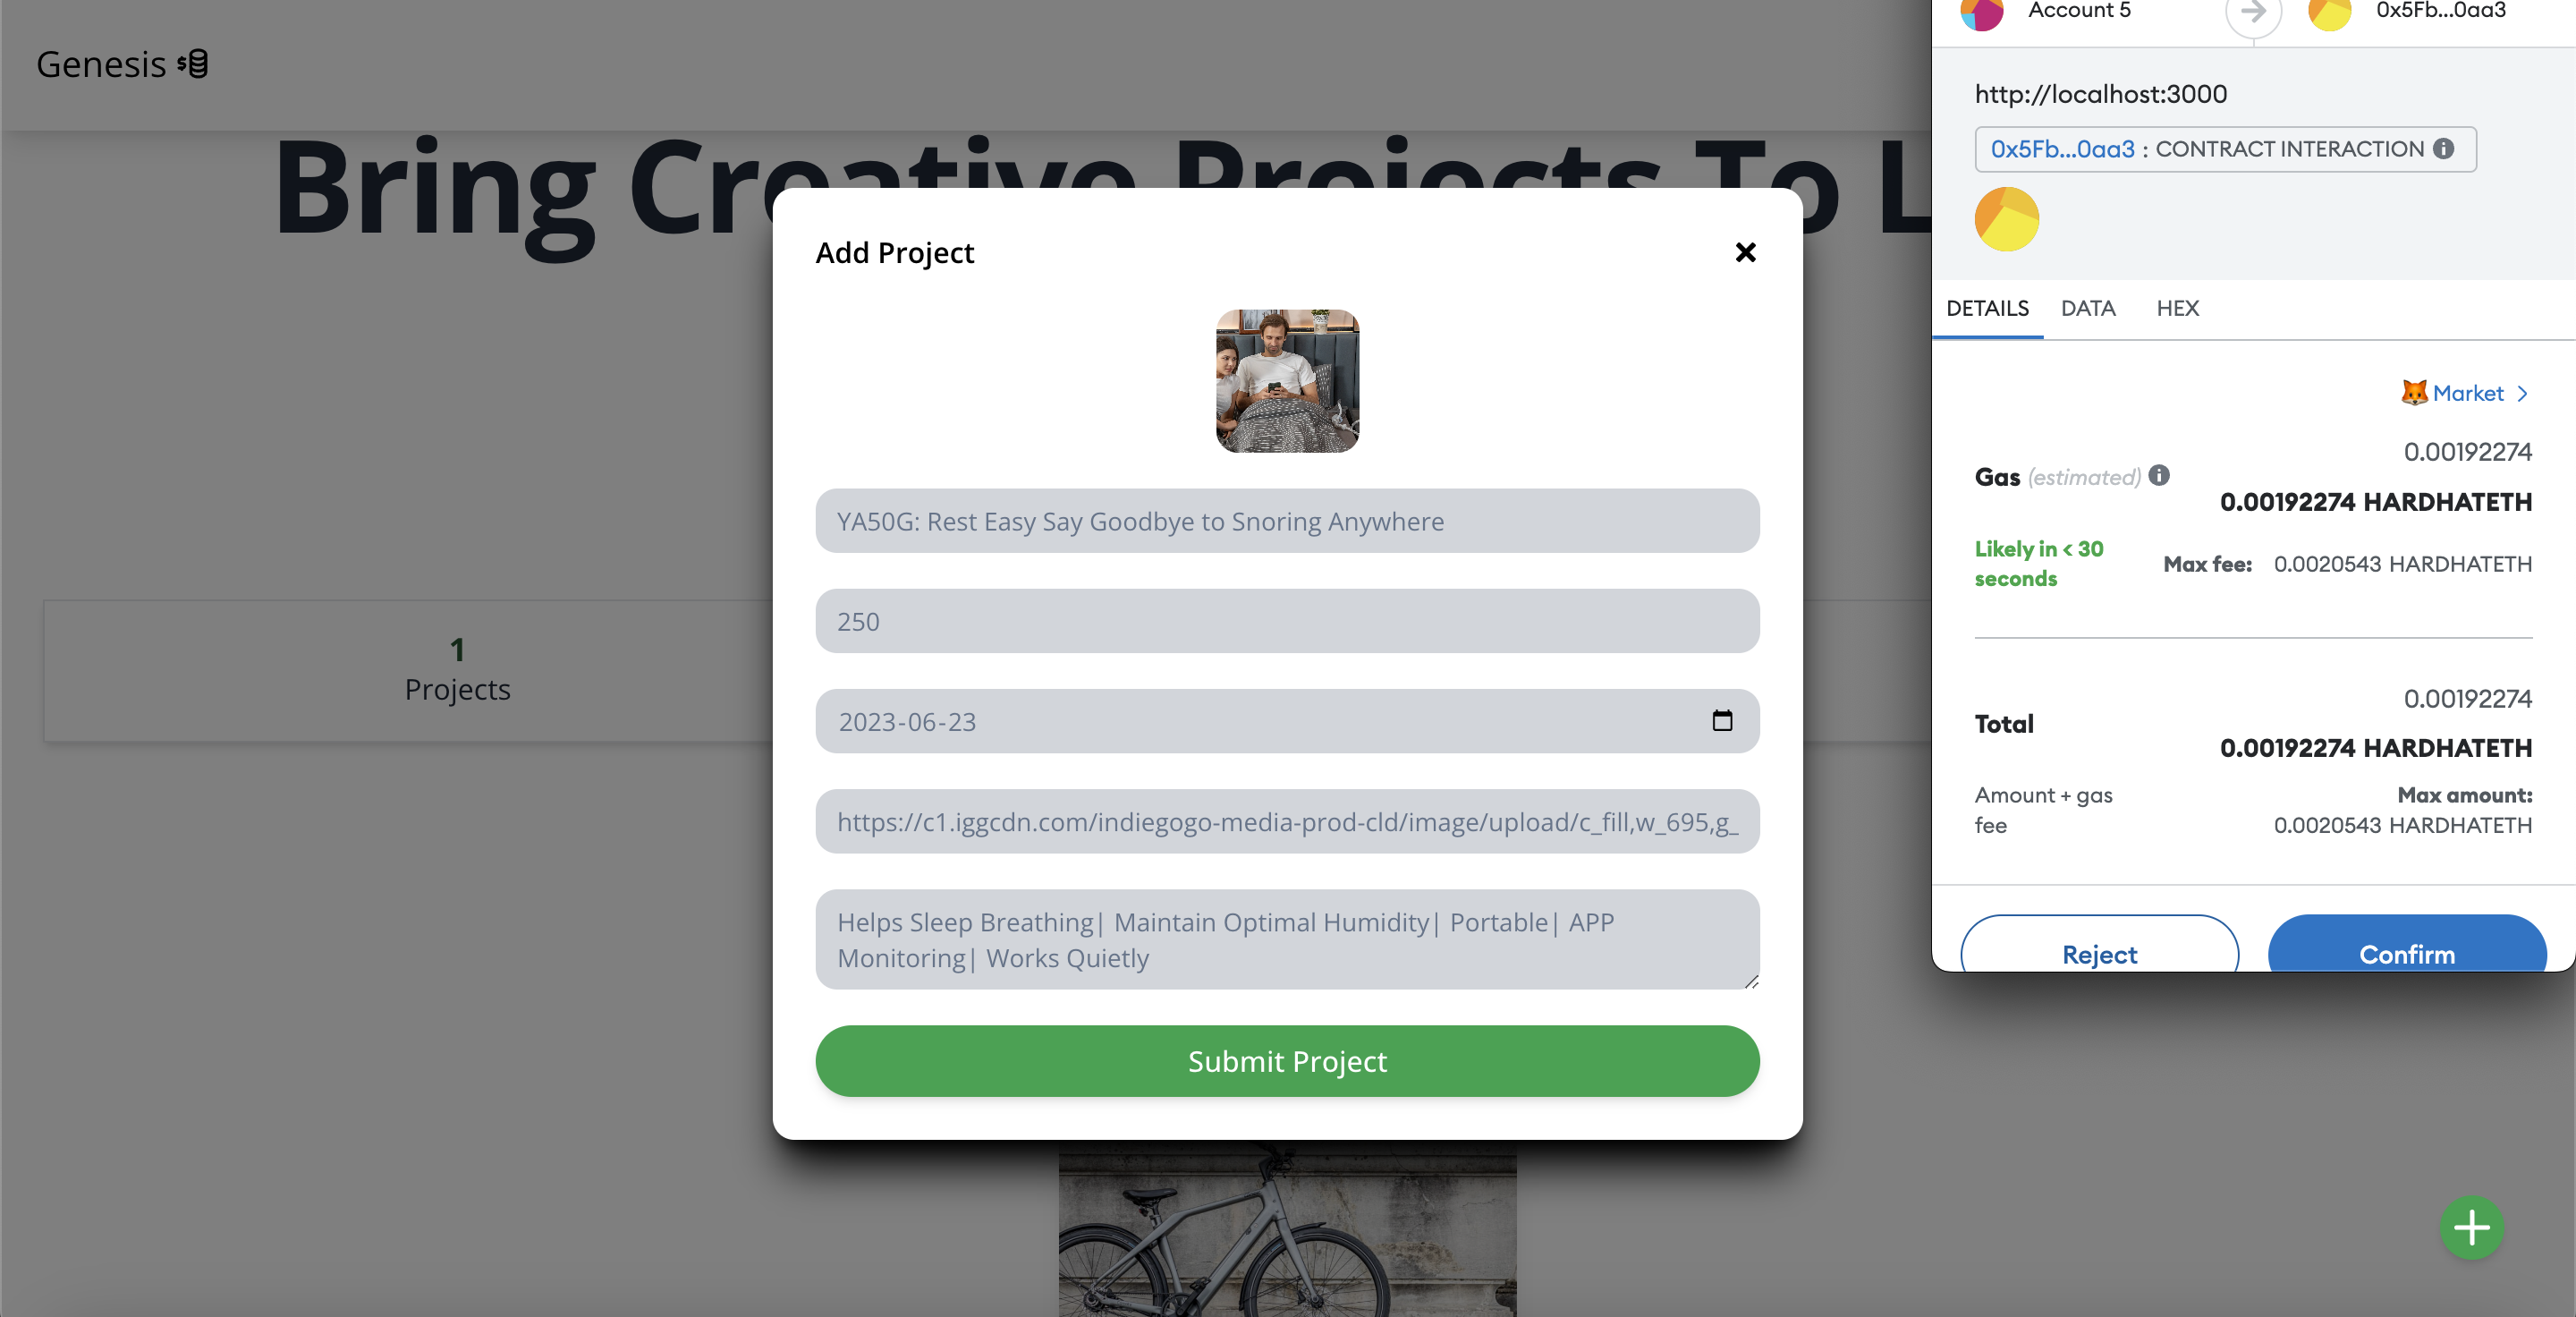 Genesis
Bring Creative Projects To L
1
Projects
Add Project
YA50G: Rest Easy Say Goodbye to Snoring Anywhere
250
2023-06-23
https://c1.iggcdn.com/indiegogo-media-prod-cld/image/upload/c_fill,w_695,g_
Helps Sleep Breathing| Maintain Optimal Humidity| Portable| APP
Monitoring| Works Quietly
Submit Project
Account 5
0x5Fb...0aa3
http://localhost:3000
0x5Fb...0aa3 : CONTRACT INTERACTION
DETAILS
DATA
HEX
Market >
0.00192274
Gas (estimated)
0.00192274 HARDHATETH
Likely in < 30
seconds
Max fee: 0.0020543 HARDHATETH
0.00192274
Total
0.00192274 HARDHATETH
Amount + gas
fee
Max amount:
0.0020543 HARDHATETH
Reject
Confirm